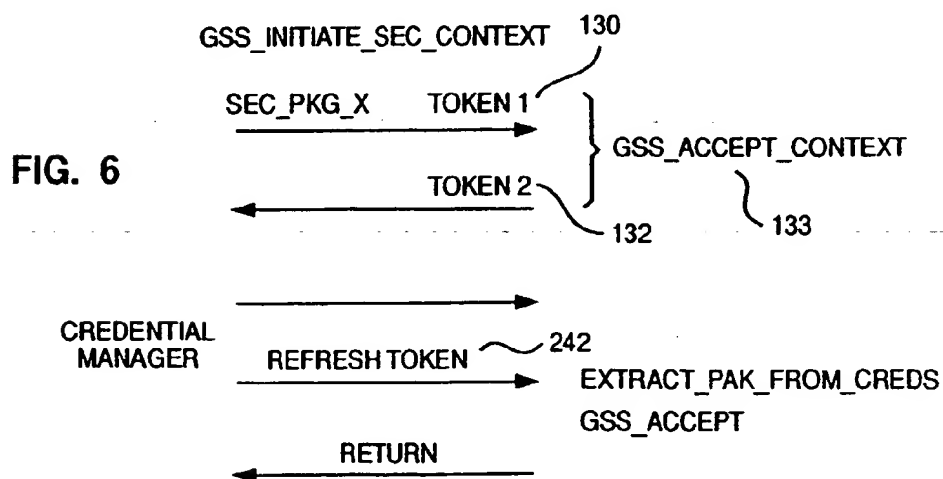 GSS_INITIATE_SEC_CONTEXT
130
SEC_PKG_X TOKEN 1
GSS_ACCEPT_CONTEXT
FIG. 6
TOKEN 2
132
133
CREDENTIAL
MANAGER
REFRESH TOKEN
242
EXTRACT_PAK_FROM_CREDS
GSS_ACCEPT
RETURN